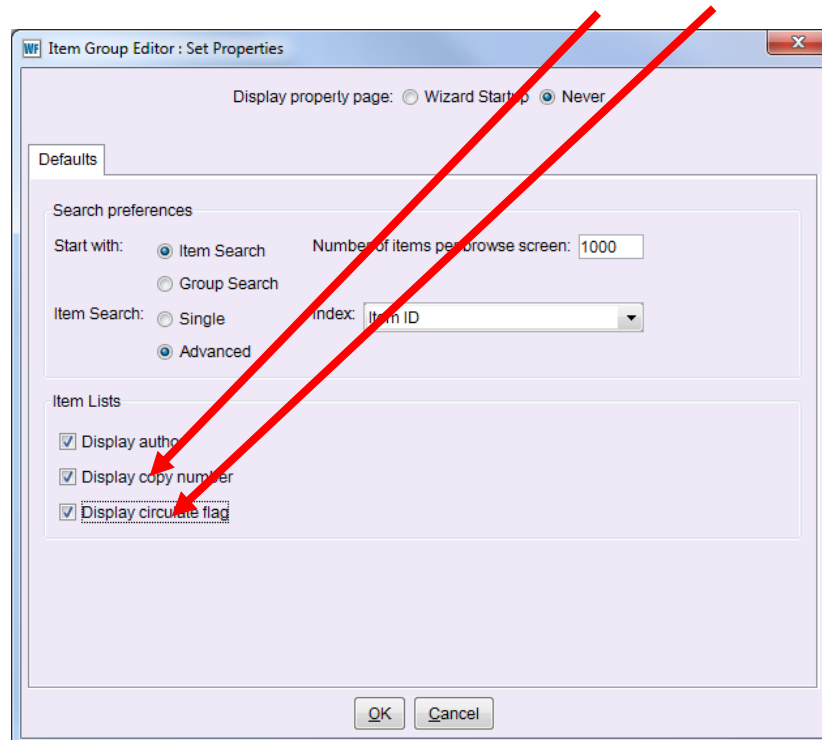 WF Item Group Editor : Set Properties
Display property page: Wizard Startup Never
Defaults
Search preferences
Start with: Item Search Number of items per browse screen: 1000
Group Search
Item Search: Single Index: Item ID
Advanced
Item Lists
Display author
Display copy number
Display circulate flag
OK Cancel